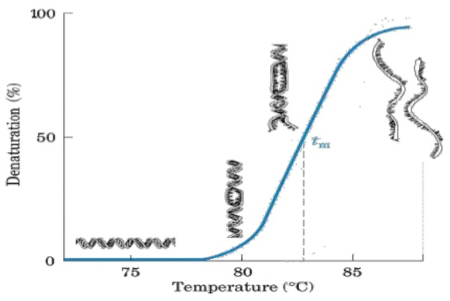 100
Denaturation (%)
50
tm
0
75 80 85
Temperature (°C)